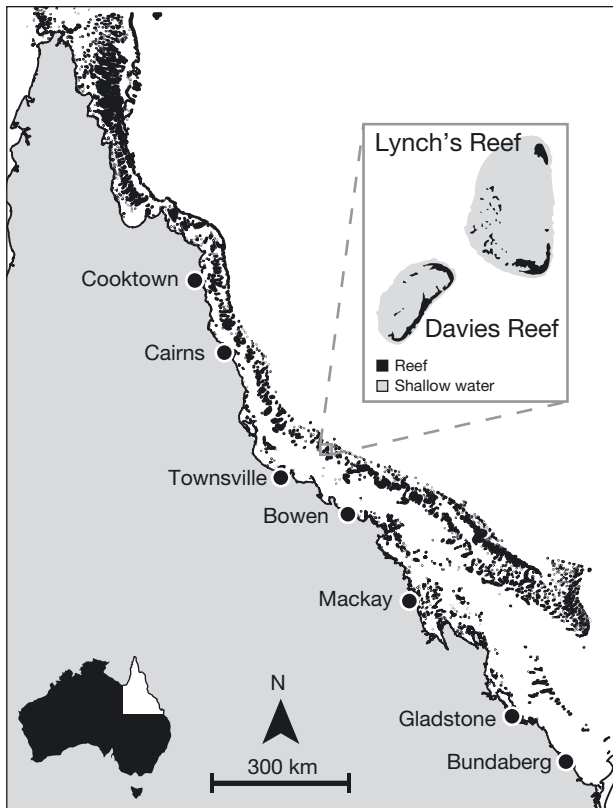 Lynch's Reef
Davies Reef
Reef
Shallow water
Cooktown
Cairns
Townsville
Bowen
Mackay
Gladstone
Bundaberg
N
300 km